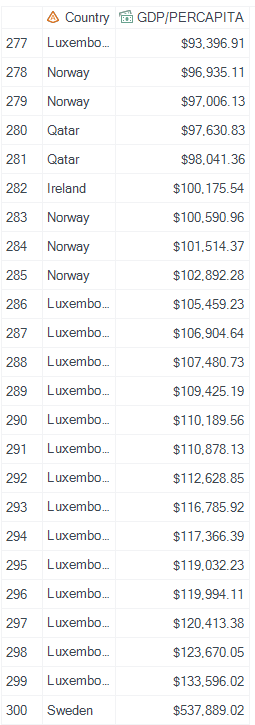 Country GDP/PERCAPITA
277 Luxembo... $93,396.91
278 Norway $96,935.11
279 Norway $97,006.13
280 Qatar $97,630.83
281 Qatar $98,041.36
282 Ireland $100,175.54
283 Norway $100,590.96
284 Norway $101,514.37
285 Norway $102,892.28
286 Luxembo... $105,459.23
287 Luxembo... $106,904.64
288 Luxembo... $107,480.73
289 Luxembo... $109,425.19
290 Luxembo... $110,189.56
291 Luxembo... $110,878.13
292 Luxembo... $112,628.85
293 Luxembo... $116,785.92
294 Luxembo... $117,366.39
295 Luxembo... $119,032.23
296 Luxembo... $119,994.11
297 Luxembo... $120,413.38
298 Luxembo... $123,670.05
299 Luxembo... $133,596.02
300 Sweden $537,889.02